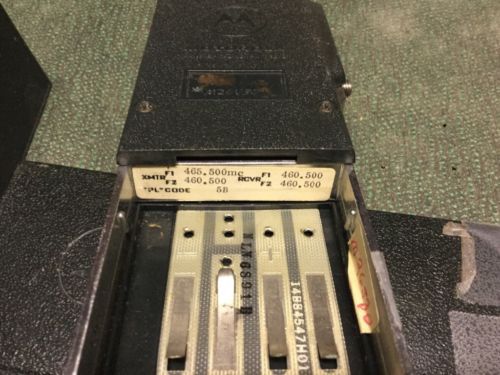 XMTR F1 465.500mc RCVR F1 460.500
F2 460.500 F2 460.500
"PL" CODE 5B
NLN6891B
14B84547H01